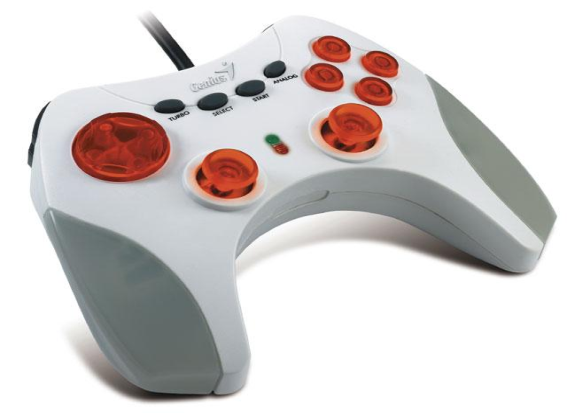 Genius
TURBO
SELECT
START
ANALOG